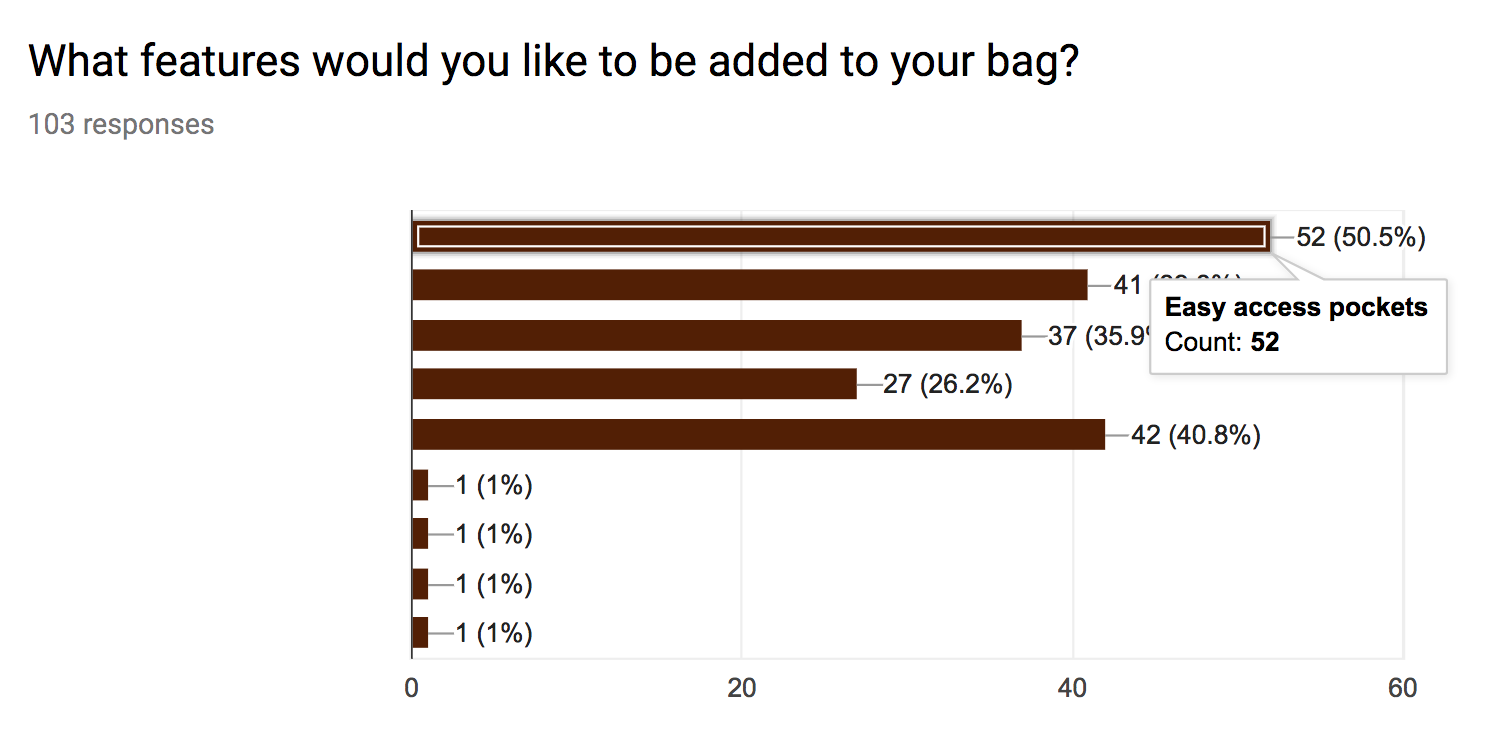 What features would you like to be added to your bag?
103 responses
52 (50.5%)
41
Easy access pockets
Count: 52
37 (35.9%
27 (26.2%)
42 (40.8%)
1 (1%)
1 (1%)
1 (1%)
1 (1%)
0 20 40 60